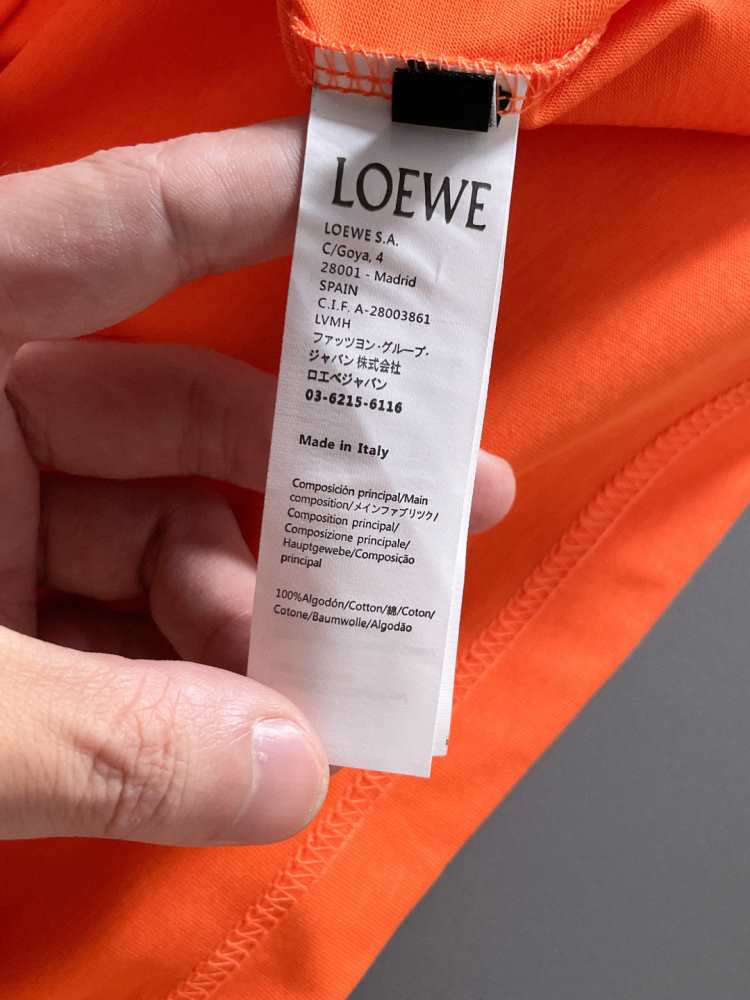 LOEWE
LOEWE S.A.
C/Goya, 4
28001 - Madrid
SPAIN
C.I.F. A-28003861
LVMH
ファッツヨン・グループ・
ジャバン 株式会社
ロエベジャパン
03-6215-6116
Made in Italy
Composición principal/Main
composition/メインファブリツク/
Composition principal/
Composizione principale/
Hauptgewebe/Composição
principal
100%Algodón/Cotton/綿/Coton/
Cotone/Baumwolle/Algodão